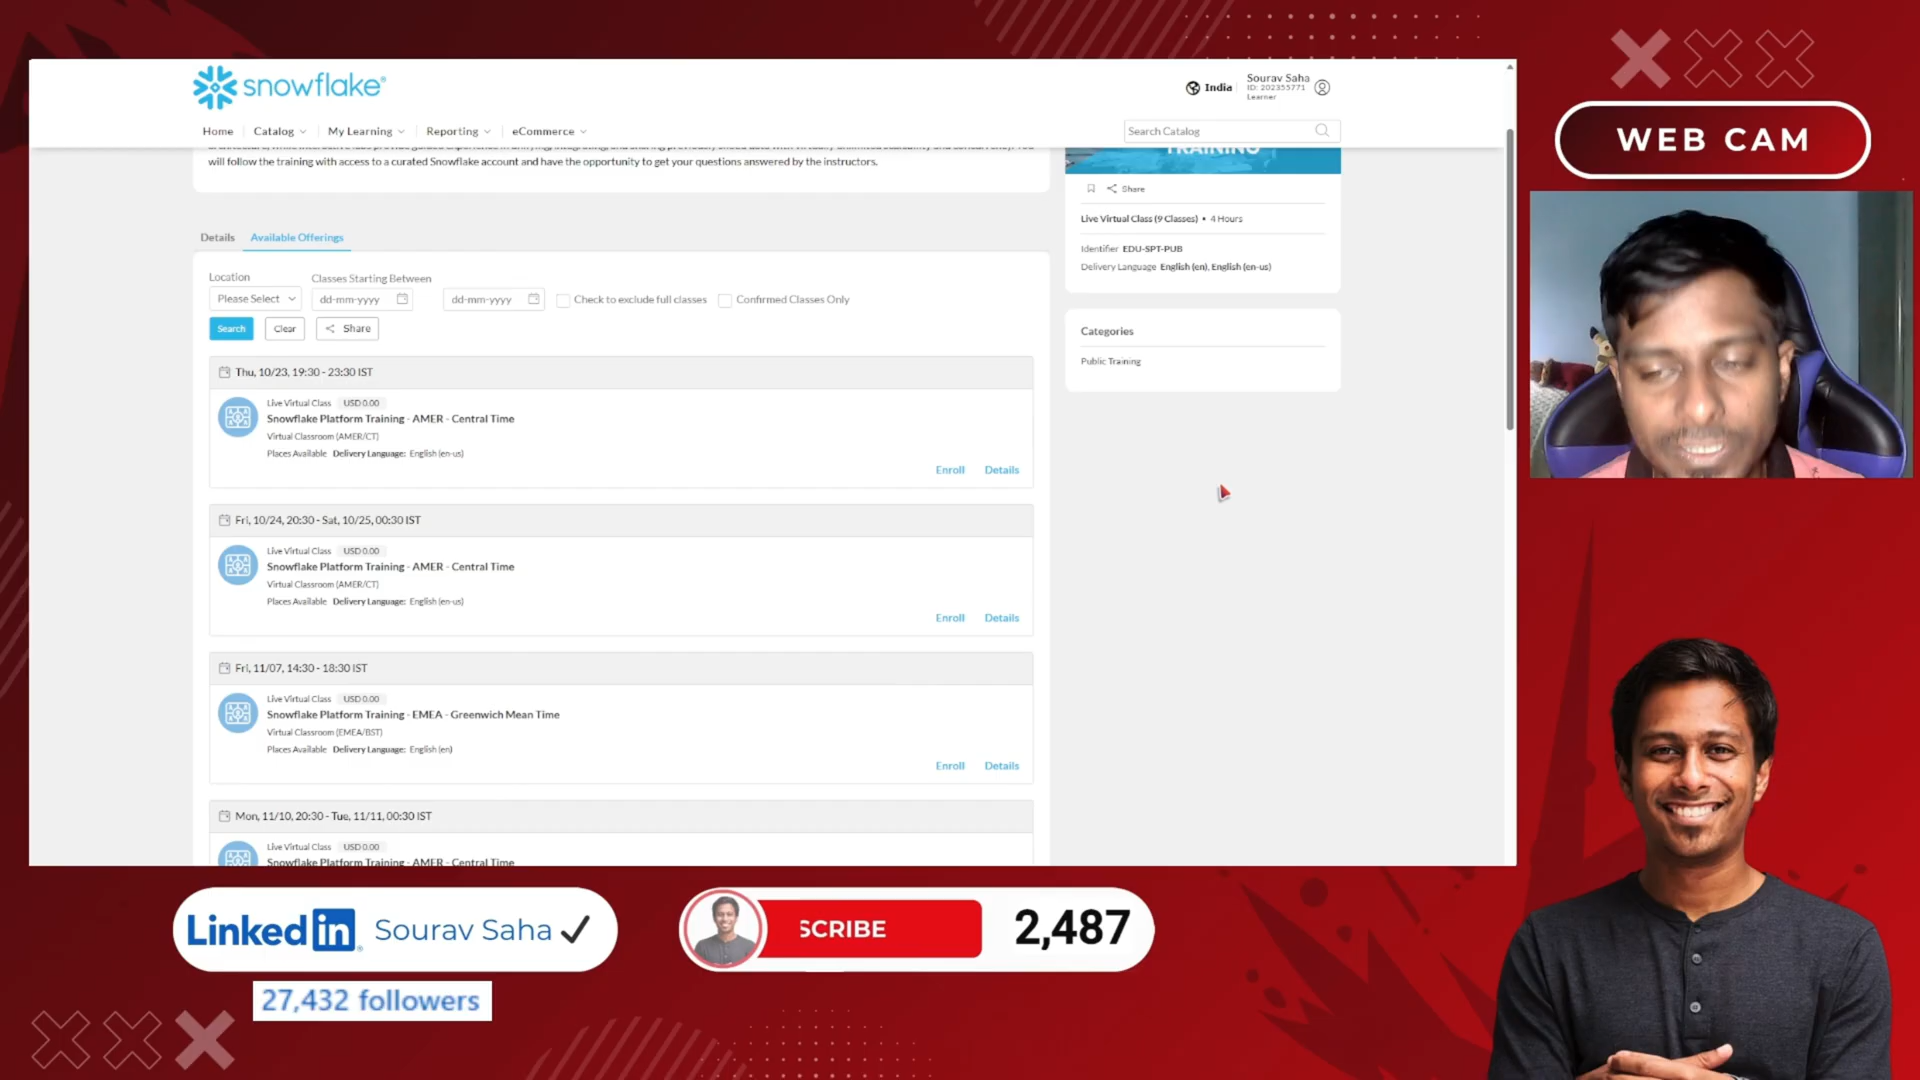 snowflake®
India
Sourav Saha
ID: 202355771
Learner
Home
Catalog
My Learning
Reporting
eCommerce
Search Catalog
will follow the training with access to a curated Snowflake account and have the opportunity to get your questions answered by the instructors.
TRAINING
Share
Live Virtual Class (9 Classes) • 4 Hours
Identifier EDU-SPT-PUB
Delivery Language English (en), English (en-us)
Categories
Public Training
Details
Available Offerings
Location
Classes Starting Between
Please Select
dd-mm-yyyy
dd-mm-yyyy
Check to exclude full classes
Confirmed Classes Only
Search
Clear
Share
Thu, 10/23, 19:30 - 23:30 IST
Live Virtual Class USD 0.00
Snowflake Platform Training - AMER - Central Time
Virtual Classroom (AMER/CT)
Places Available Delivery Language: English (en-us)
Enroll Details
Fri, 10/24, 20:30 - Sat, 10/25, 00:30 IST
Live Virtual Class USD 0.00
Snowflake Platform Training - AMER - Central Time
Virtual Classroom (AMER/CT)
Places Available Delivery Language: English (en-us)
Enroll Details
Fri, 11/07, 14:30 - 18:30 IST
Live Virtual Class USD 0.00
Snowflake Platform Training - EMEA - Greenwich Mean Time
Virtual Classroom (EMEA/BST)
Places Available Delivery Language: English (en)
Enroll Details
Mon, 11/10, 20:30 - Tue, 11/11, 00:30 IST
Live Virtual Class USD 0.00
Snowflake Platform Training - AMER - Central Time
WEB CAM
Linkedin Sourav Saha
27,432 followers
SCRIBE
2,487